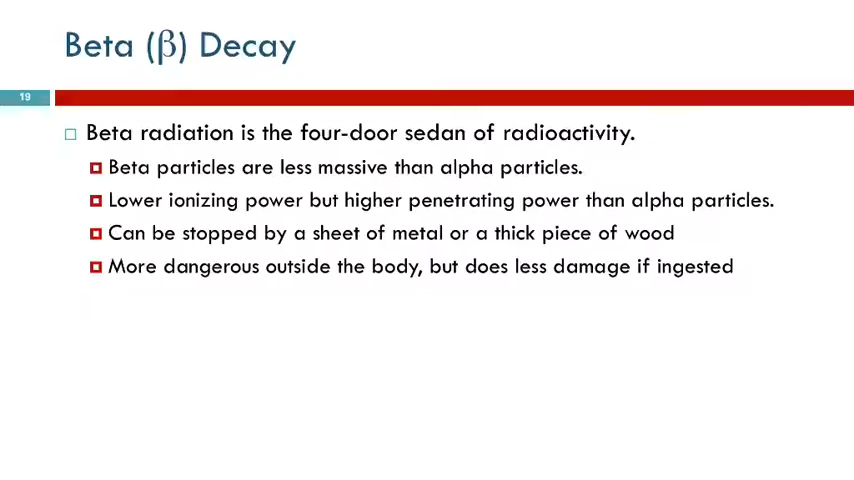 Beta (β) Decay
19
Beta radiation is the four-door sedan of radioactivity.
Beta particles are less massive than alpha particles.
Lower ionizing power but higher penetrating power than alpha particles.
Can be stopped by a sheet of metal or a thick piece of wood
More dangerous outside the body, but does less damage if ingested